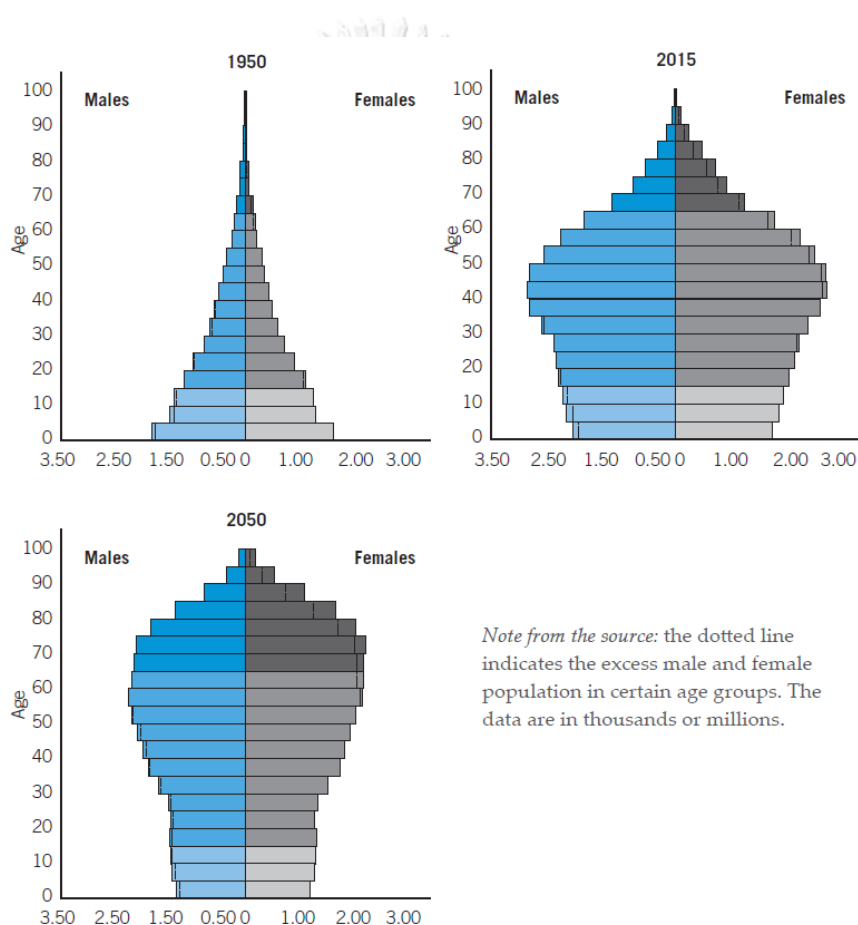 1950
Males
Females
100
90
80
70
60
50
40
30
20
10
0
Age
3.50 2.50 1.50 0.50 0 1.00 2.00 3.00
2015
Males
Females
100
90
80
70
60
50
40
30
20
10
0
Age
3.50 2.50 1.50 0.50 0 1.00 2.00 3.00
2050
Males
Females
100
90
80
70
60
50
40
30
20
10
0
Age
3.50 2.50 1.50 0.50 0 1.00 2.00 3.00
Note from the source: the dotted line
indicates the excess male and female
population in certain age groups. The
data are in thousands or millions.